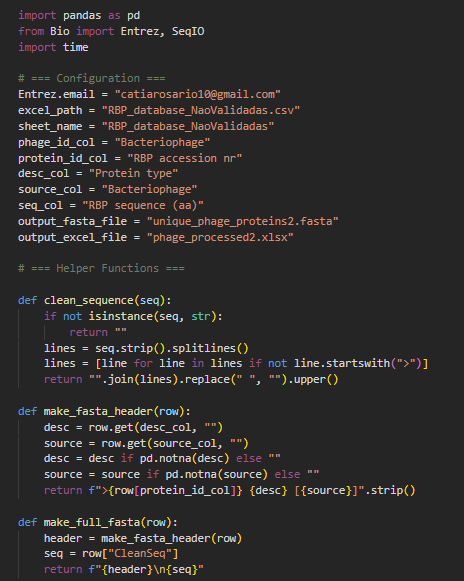 import pandas as pd
from Bio import Entrez, SeqIO
import time
# === Configuration ===
Entrez.email = "catiarosario10@gmail.com"
excel_path = "RBP_database_NaoValidadas.csv"
sheet_name = "RBP_database_NaoValidadas"
phage_id_col = "Bacteriophage"
protein_id_col = "RBP accession nr"
desc_col = "Protein type"
source_col = "Bacteriophage"
seq_col = "RBP sequence (aa)"
output_fasta_file = "unique_phage_proteins2.fasta"
output_excel_file = "phage_processed2.xlsx"
# === Helper Functions ===
def clean_sequence(seq):
    if not isinstance(seq, str):
        return ""
    lines = seq.strip().splitlines()
    lines = [line for line in lines if not line.startswith(">")]
    return "".join(lines).replace(" ", "").upper()
def make_fasta_header(row):
    desc = row.get(desc_col, "")
    source = row.get(source_col, "")
    desc = desc if pd.notna(desc) else ""
    source = source if pd.notna(source) else ""
    return f">{row[protein_id_col]} {desc} [{source}]".strip()
def make_full_fasta(row):
    header = make_fasta_header(row)
    seq = row["CleanSeq"]
    return f"{header}\n{seq}"